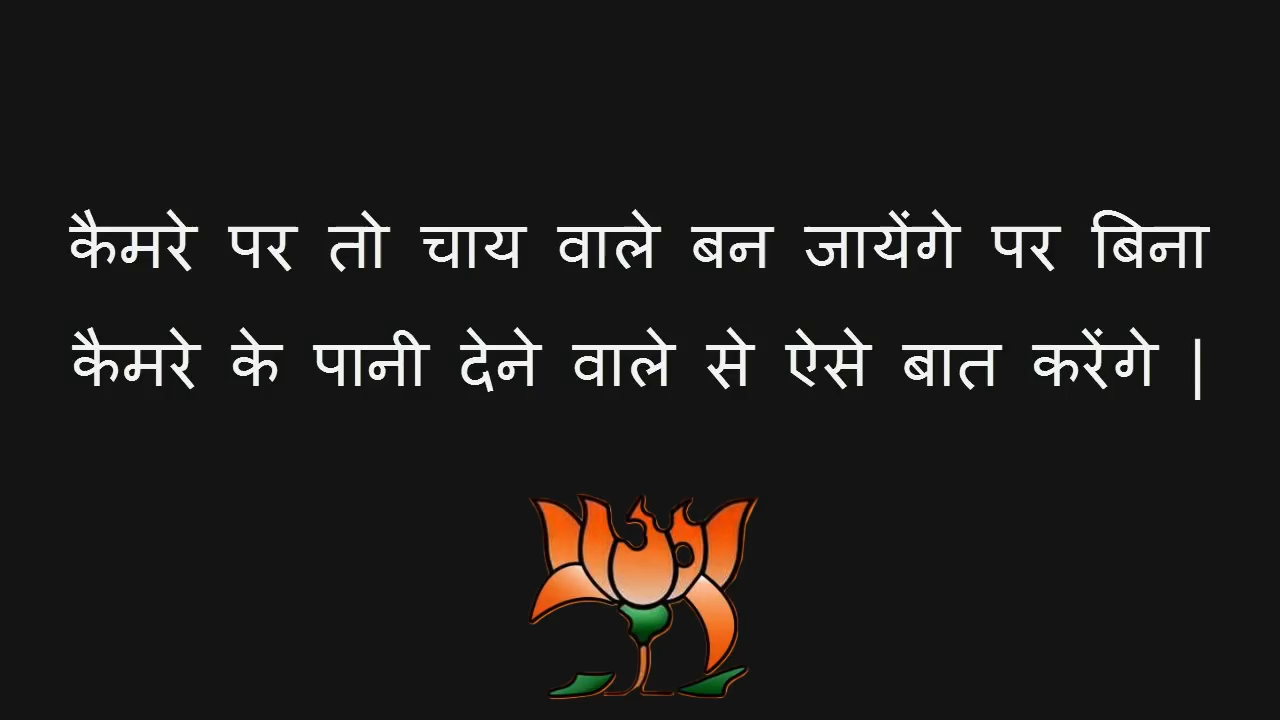 कैमरे पर तो चाय वाले बन जायेंगे पर बिना
कैमरे के पानी देने वाले से ऐसे बात करेंगे |